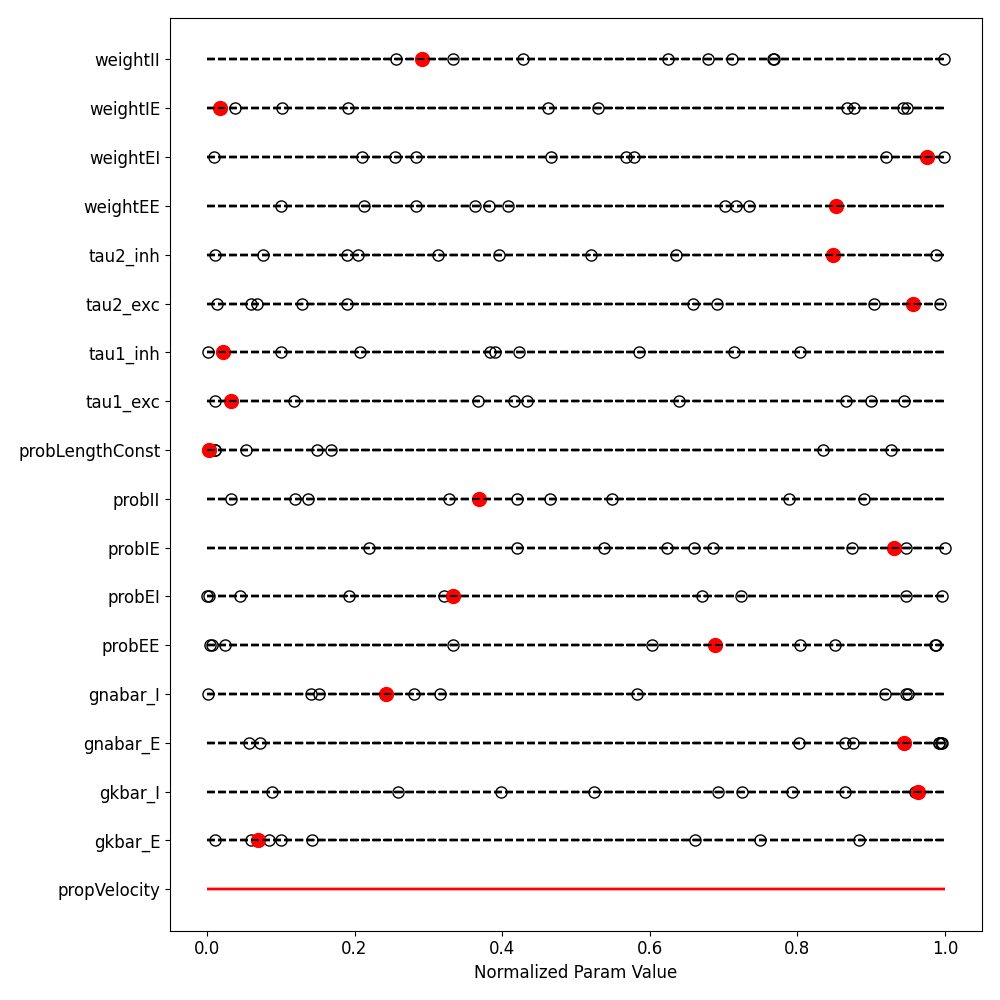 weightII
weightIE
weightEI
weightEE
tau2_inh
tau2_exc
tau1_inh
tau1_exc
probLengthConst
probII
probIE
probEI
probEE
gnabar_I
gnabar_E
gkbar_I
gkbar_E
propVelocity
0.0 0.2 0.4 0.6 0.8 1.0
Normalized Param Value